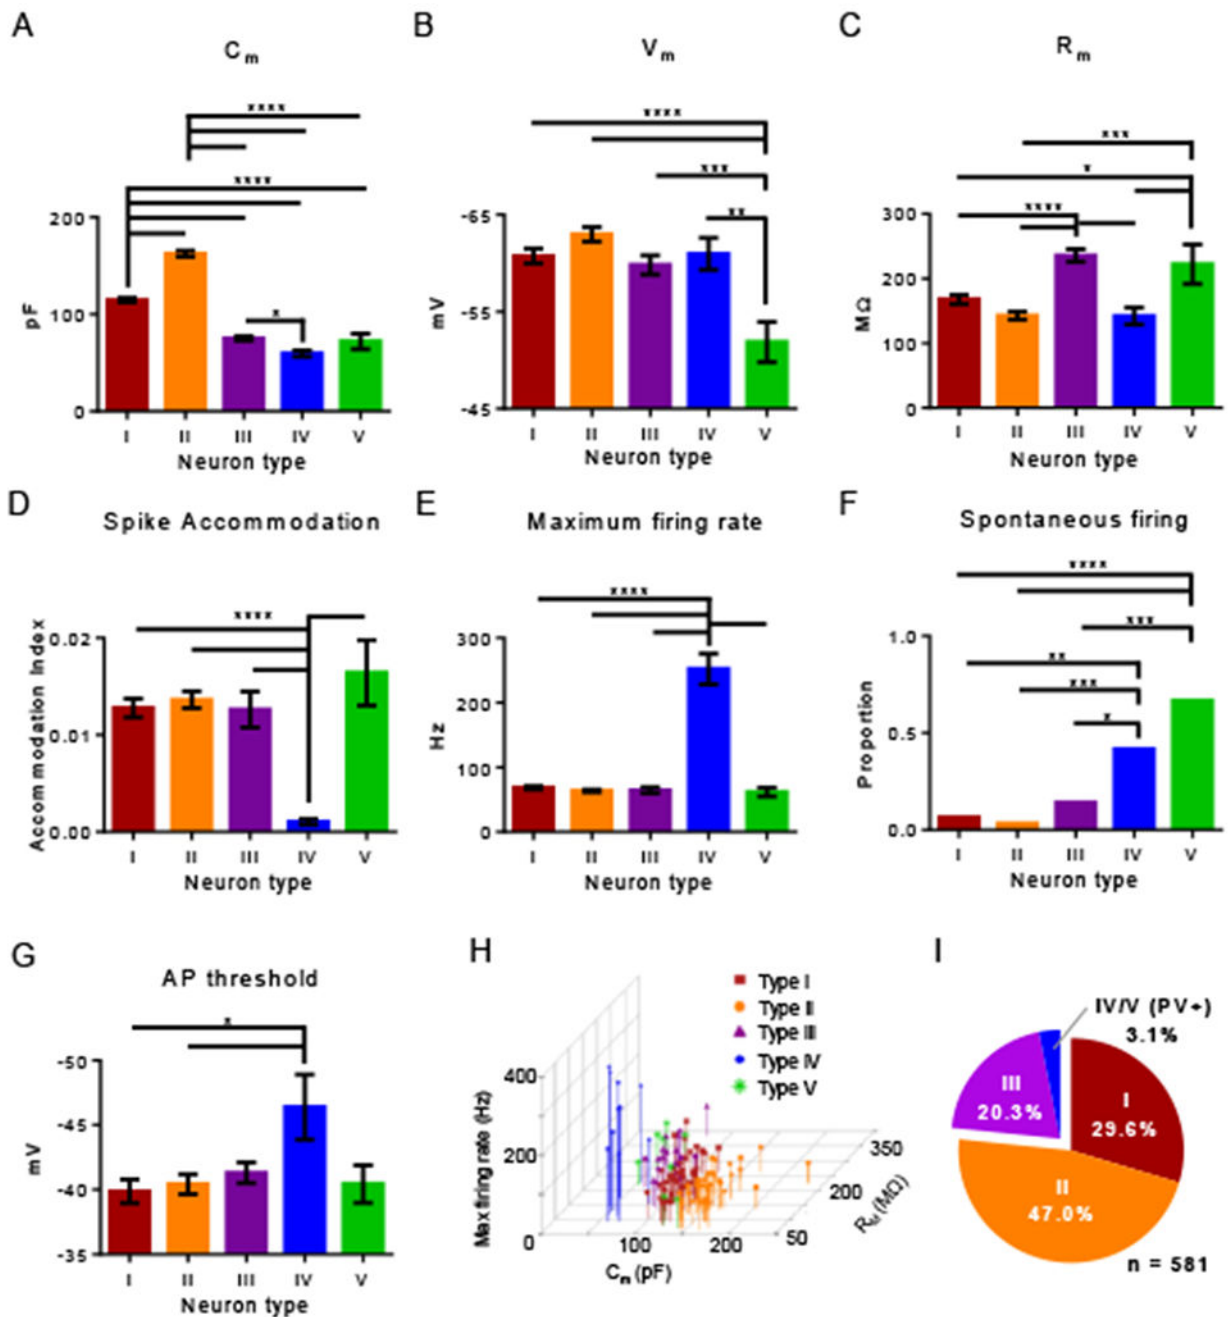 A
B
C
C m
V m
R m
****
****
*
200
100
0
pF
I II III IV V
Neuron type
****
***
**
-65
-55
-45
mV
I II III IV V
Neuron type
***
*
****
300
200
100
0
MΩ
I II III IV V
Neuron type
D
E
F
Spike Accommodation
Maximum firing rate
Spontaneous firing
****
0.02
0.01
0.00
Accommodation Index
I II III IV V
Neuron type
****
300
200
100
0
Hz
I II III IV V
Neuron type
****
***
**
***
*
1.0
0.5
0.0
Proportion
I II III IV V
Neuron type
G
H
I
AP threshold
*
-50
-45
-40
-35
mV
I II III IV V
Neuron type
Type I
Type II
Type III
Type IV
Type V
400
200
0
Max firing rate (Hz)
0 100 200
Cm (pF)
50
200
350
RM (MΩ)
IV/V (PV+)
3.1%
III
20.3%
I
29.6%
II
47.0%
n = 581